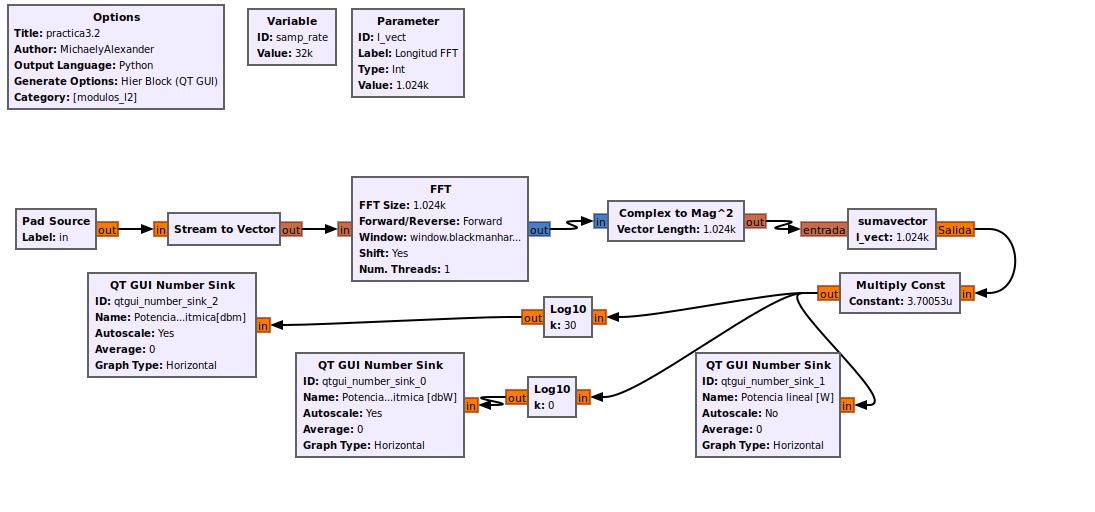 Options
Title: practica3.2
Author: MichaelyAlexander
Output Language: Python
Generate Options: Hier Block (QT GUI)
Category: [modulos_l2]
Variable
ID: samp_rate
Value: 32k
Parameter
ID: l_vect
Label: Longitud FFT
Type: Int
Value: 1.024k
Pad Source
Label: in
out
in
Stream to Vector
out
in
FFT
FFT Size: 1.024k
Forward/Reverse: Forward
Window: window.blackmanhar...
Shift: Yes
Num. Threads: 1
out
in
Complex to Mag^2
Vector Length: 1.024k
out
entrada
sumavector
l_vect: 1.024k
Salida
QT GUI Number Sink
ID: qtgui_number_sink_2
Name: Potencia...itmica[dbm]
Autoscale: Yes
Average: 0
Graph Type: Horizontal
in
out
Log10
k: 30
in
out
Multiply Const
Constant: 3.70053u
in
QT GUI Number Sink
ID: qtgui_number_sink_0
Name: Potencia...itmica [dbW]
Autoscale: Yes
Average: 0
Graph Type: Horizontal
in
out
Log10
k: 0
in
QT GUI Number Sink
ID: qtgui_number_sink_1
Name: Potencia lineal [W]
Autoscale: No
Average: 0
Graph Type: Horizontal
in